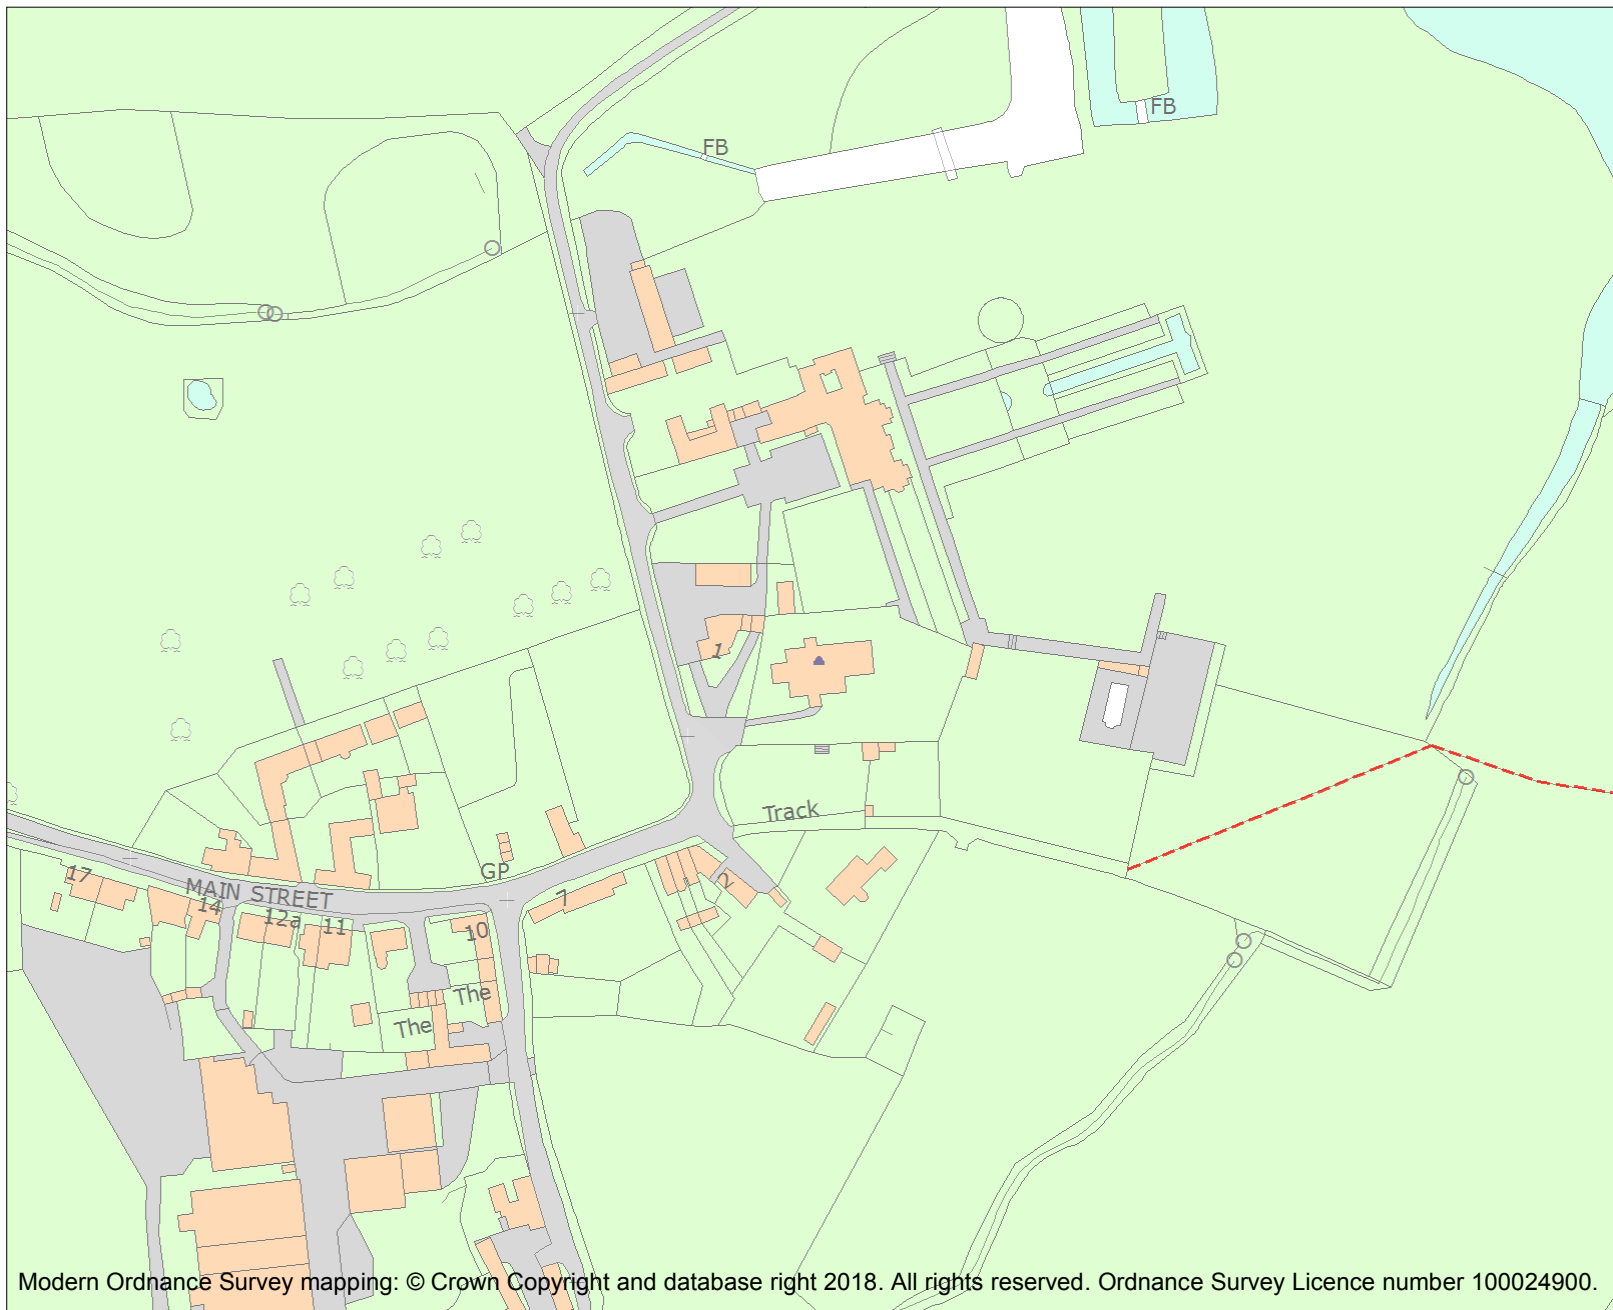 FB
FB
1
Track
GP
2
7
17
MAIN STREET
14
12a
11
10
The
The
Modern Ordnance Survey mapping: © Crown Copyright and database right 2018. All rights reserved. Ordnance Survey Licence number 100024900.